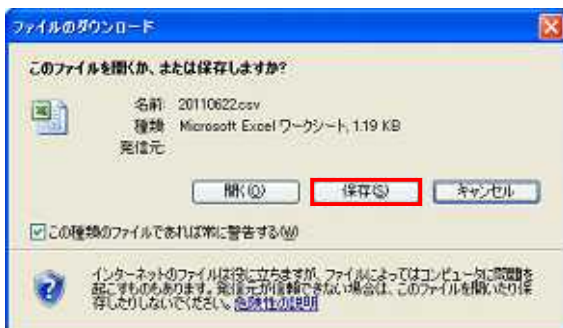 ファイルのダウンロード
このファイルを開くか、または保存しますか?
名前: 20110622.csv
種類: Microsoft Excel ワークシート, 1.19 KB
発信元:
開く(O) 保存(S) キャンセル
この種類のファイルであれば常に警告する(W)
インターネットのファイルは役に立ちますが、ファイルによってはコンピュータに問題を
起こすものもあります。発信元が信頼できない場合は、このファイルを開いたり保
存したりしないでください。危険性の説明